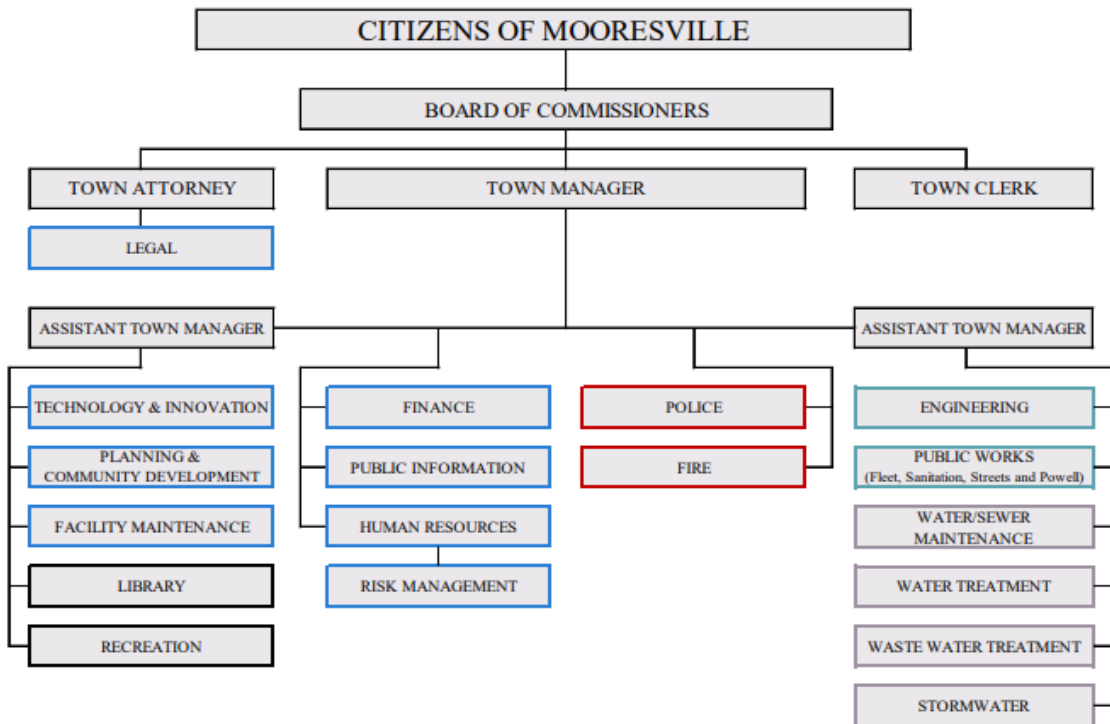 CITIZENS OF MOORESVILLE
BOARD OF COMMISSIONERS
TOWN ATTORNEY
TOWN MANAGER
TOWN CLERK
LEGAL
ASSISTANT TOWN MANAGER
ASSISTANT TOWN MANAGER
TECHNOLOGY & INNOVATION
FINANCE
POLICE
ENGINEERING
PLANNING &
COMMUNITY DEVELOPMENT
PUBLIC INFORMATION
FIRE
PUBLIC WORKS
(Fleet, Sanitation, Streets and Powell)
FACILITY MAINTENANCE
HUMAN RESOURCES
WATER/SEWER
MAINTENANCE
LIBRARY
RISK MANAGEMENT
WATER TREATMENT
RECREATION
WASTE WATER TREATMENT
STORMWATER